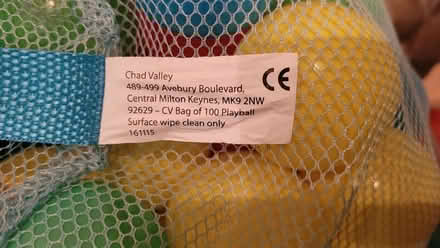 Chad Valley
489-499 Avebury Boulevard,
Central Milton Keynes, MK9 2NW
92629 – CV Bag of 100 Playball
Surface wipe clean only
161115
CE